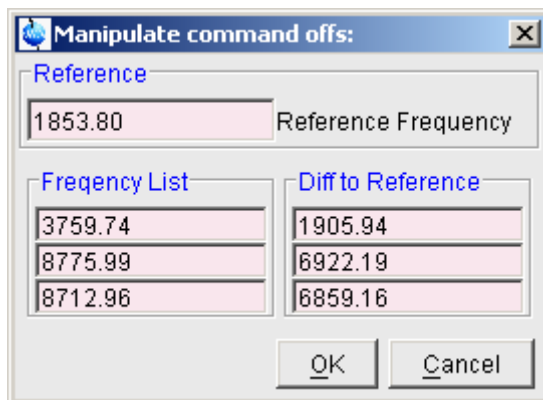 Manipulate command offs:
Reference
1853.80 Reference Frequency
Freqency List Diff to Reference
3759.74 1905.94
8775.99 6922.19
8712.96 6859.16
OK Cancel